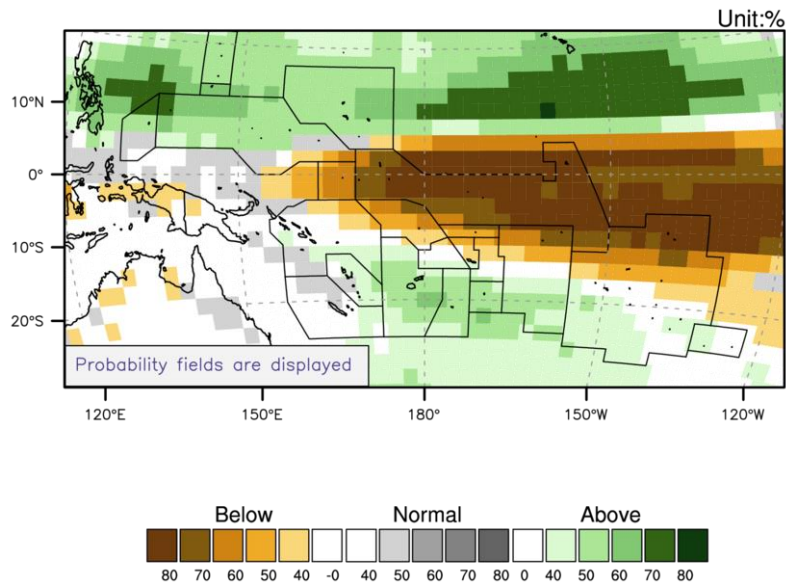 Unit:%
10°N
0°
10°S
20°S
Probability fields are displayed
120°E 150°E 180° 150°W 120°W
Below Normal Above
80 70 60 50 40 -0 40 50 60 70 80 0 40 50 60 70 80